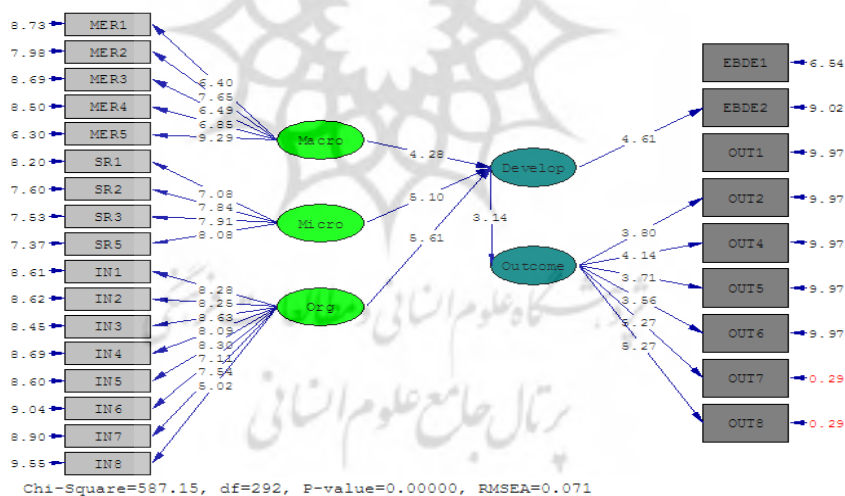 8.73 MER1
7.98 MER2
8.69 MER3
8.50 MER4
6.30 MER5
8.20 SR1
7.60 SR2
7.53 SR3
7.37 SR5
8.61 IN1
8.62 IN2
8.45 IN3
8.69 IN4
8.60 IN5
9.04 IN6
8.90 IN7
9.55 IN8
6.40
7.65
6.49
6.85
9.29
7.08
7.84
7.91
8.08
8.28
8.25
8.63
8.09
8.30
7.11
7.54
5.02
Macro
Micro
Org
4.28
5.10
5.61
Develop
3.14
Outcome
4.61
3.80
4.14
3.71
3.56
5.27
EBDE1 6.54
EBDE2 9.02
OUT1 9.97
OUT2 9.97
OUT4 9.97
OUT5 9.97
OUT6 9.97
OUT7 0.29
OUT8 0.29
پرتال جامع علوم انسانی
Chi-Square=587.15, df=292, P-value=0.00000, RMSEA=0.071